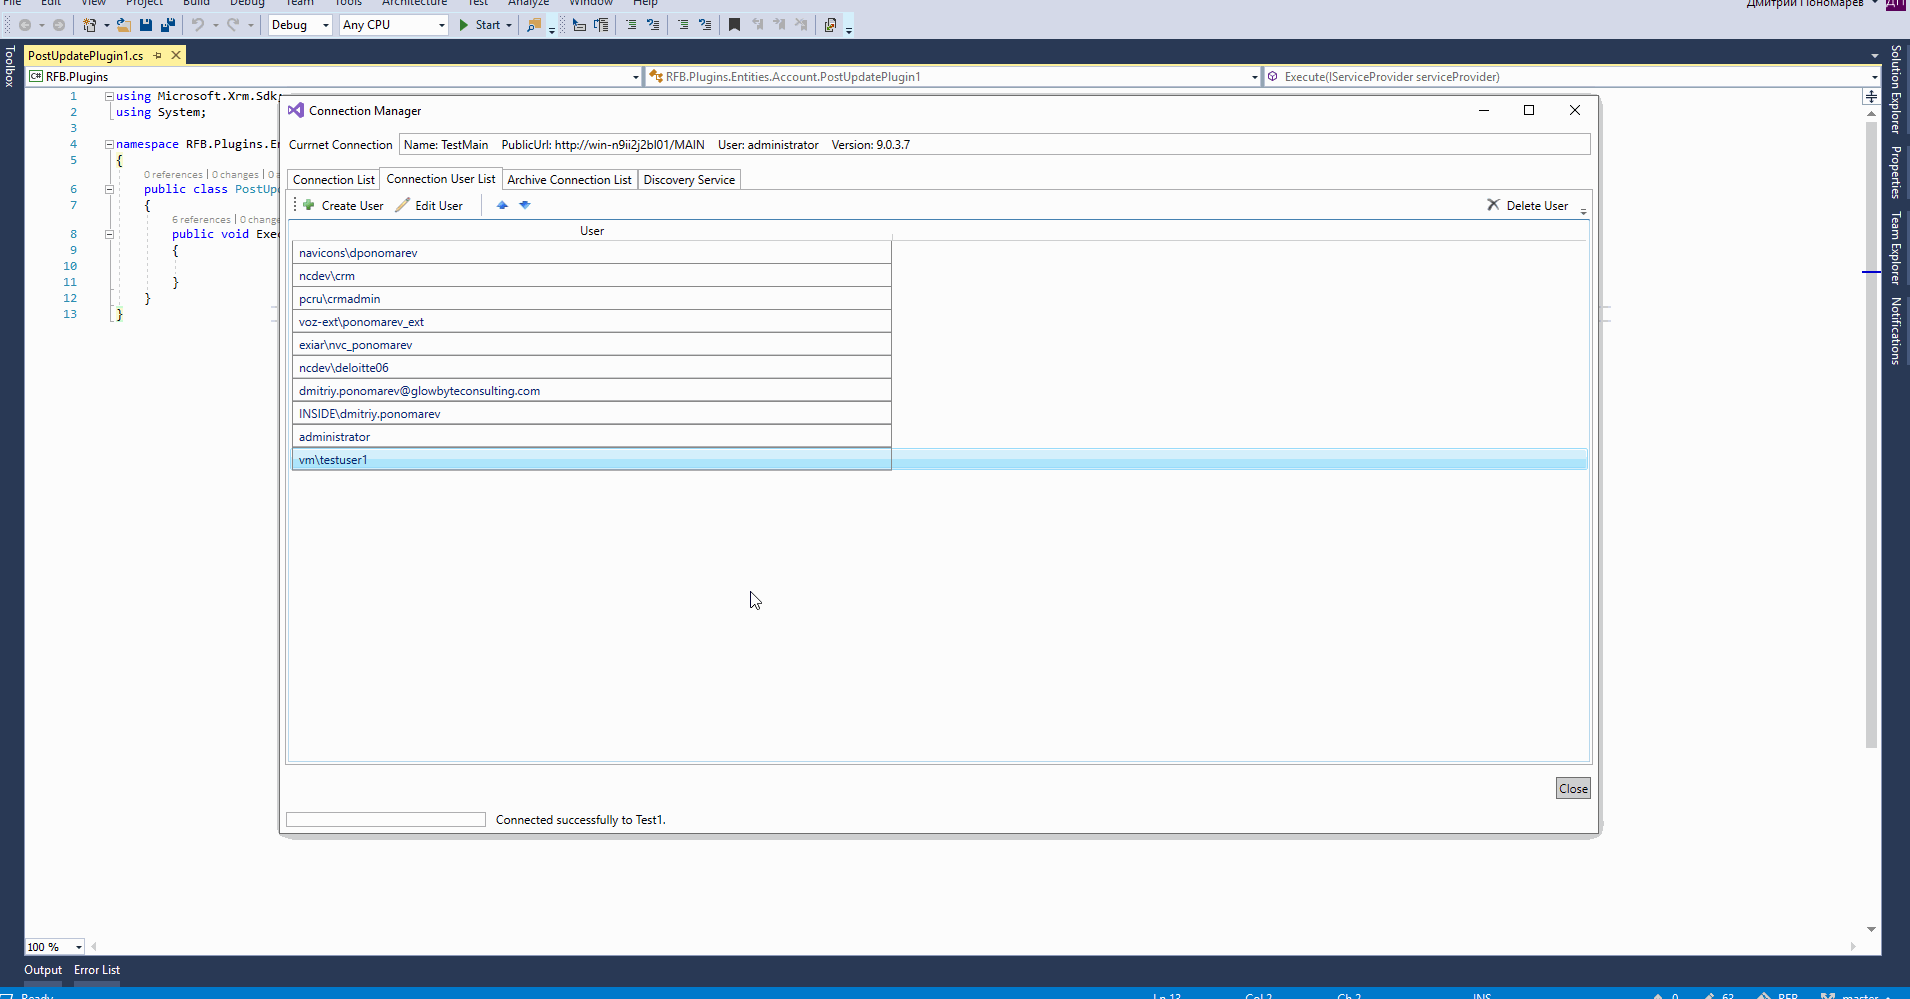 File Edit View Project Build Debug Team Tools Architecture Test Analyze Window Help Дмитрий Пономарев ДП
Debug Any CPU Start
Toolbox
PostUpdatePlugin1.cs
C# RFB.Plugins RFB.Plugins.Entities.Account.PostUpdatePlugin1 Execute(IServiceProvider serviceProvider)
1 using Microsoft.Xrm.Sdk;
2 using System;
3
4 namespace RFB.Plugins.En
5 {
0 references | 0 changes | 0
6 public class PostUp
7 {
6 references | 0 change
8 public void Exe
9 {
10
11 }
12 }
13 }
Connection Manager
Currnet Connection Name: TestMain PublicUrl: http://win-n9ii2j2bl01/MAIN User: administrator Version: 9.0.3.7
Connection List Connection User List Archive Connection List Discovery Service
Create User Edit User Delete User
User
navicons\dponomarev
ncdev\crm
pcru\crmadmin
voz-ext\ponomarev_ext
exiar\nvc_ponomarev
ncdev\deloitte06
dmitriy.ponomarev@glowbyteconsulting.com
INSIDE\dmitriy.ponomarev
administrator
vm\testuser1
Close
Connected successfully to Test1.
Solution Explorer
Properties
Team Explorer
Notifications
100 %
Output Error List
Ready Ln 13 Col 2 Ch 2 INS 0 63 RFB master